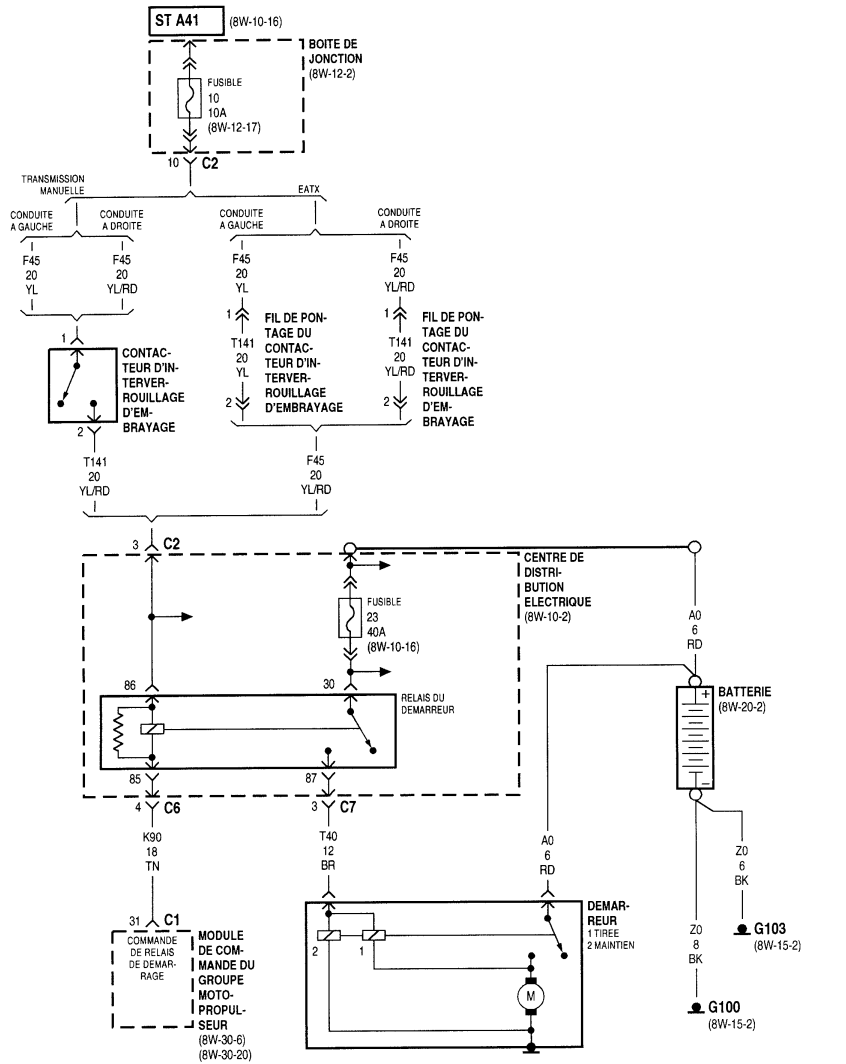 ST A41
(8W-10-16)
BOITE DE
JONCTION
(8W-12-2)
FUSIBLE
10
10A
(8W-12-17)
10
C2
TRANSMISSION
MANUELLE
EATX
CONDUITE
A GAUCHE
CONDUITE
A DROITE
CONDUITE
A GAUCHE
CONDUITE
A DROITE
F45
20
YL
F45
20
YL/RD
F45
20
YL
F45
20
YL/RD
1
1
1
FIL DE PON-
TAGE DU
CONTAC-
TEUR D'IN-
TERVER-
ROUILLAGE
D'EMBRAYAGE
FIL DE PON-
TAGE DU
CONTAC-
TEUR D'IN-
TERVER-
ROUILLAGE
D'EM-
BRAYAGE
T141
20
YL
T141
20
YL/RD
CONTAC-
TEUR D'IN-
TERVER-
ROUILLAGE
D'EM-
BRAYAGE
2
2
2
T141
20
YL/RD
F45
20
YL/RD
3
C2
CENTRE DE
DISTRI-
BUTION
ELECTRIQUE
(8W-10-2)
FUSIBLE
23
40A
(8W-10-16)
A0
6
RD
86
30
RELAIS DU
DEMARREUR
+
BATTERIE
(8W-20-2)
−
85
87
4
C6
3
C7
K90
18
TN
T40
12
BR
A0
6
RD
Z0
6
BK
31
C1
COMMANDE
DE RELAIS
DE DEMAR-
RAGE
MODULE
DE COM-
MANDE DU
GROUPE
MOTO-
PROPUL-
SEUR
(8W-30-6)
(8W-30-20)
DEMAR-
REUR
1 TIREE
2 MAINTIEN
2
1
M
Z0
8
BK
G103
(8W-15-2)
G100
(8W-15-2)